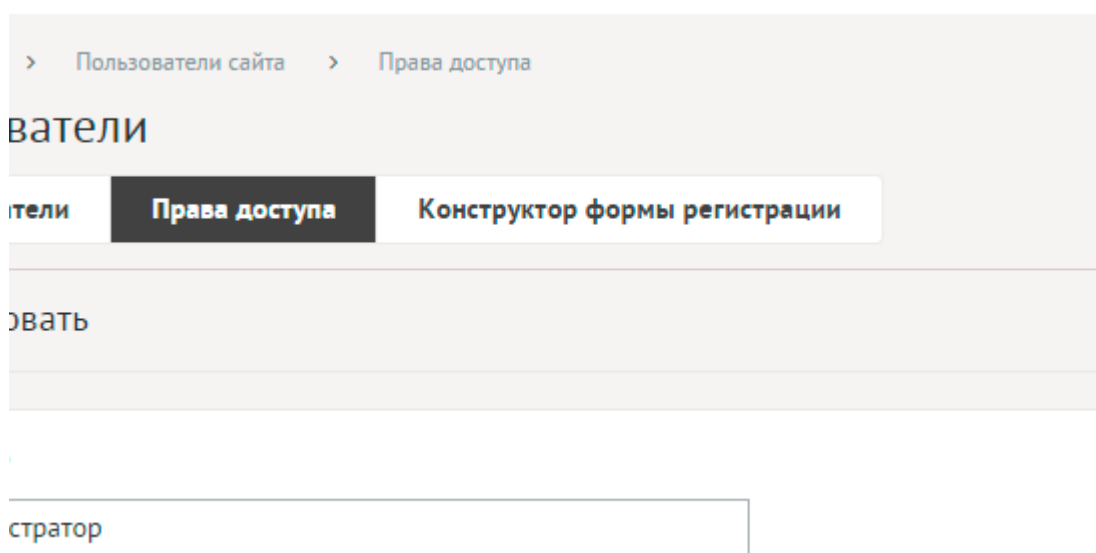 > Пользователи сайта > Права доступа
ватели
тели Права доступа Конструктор формы регистрации
овать
стратор